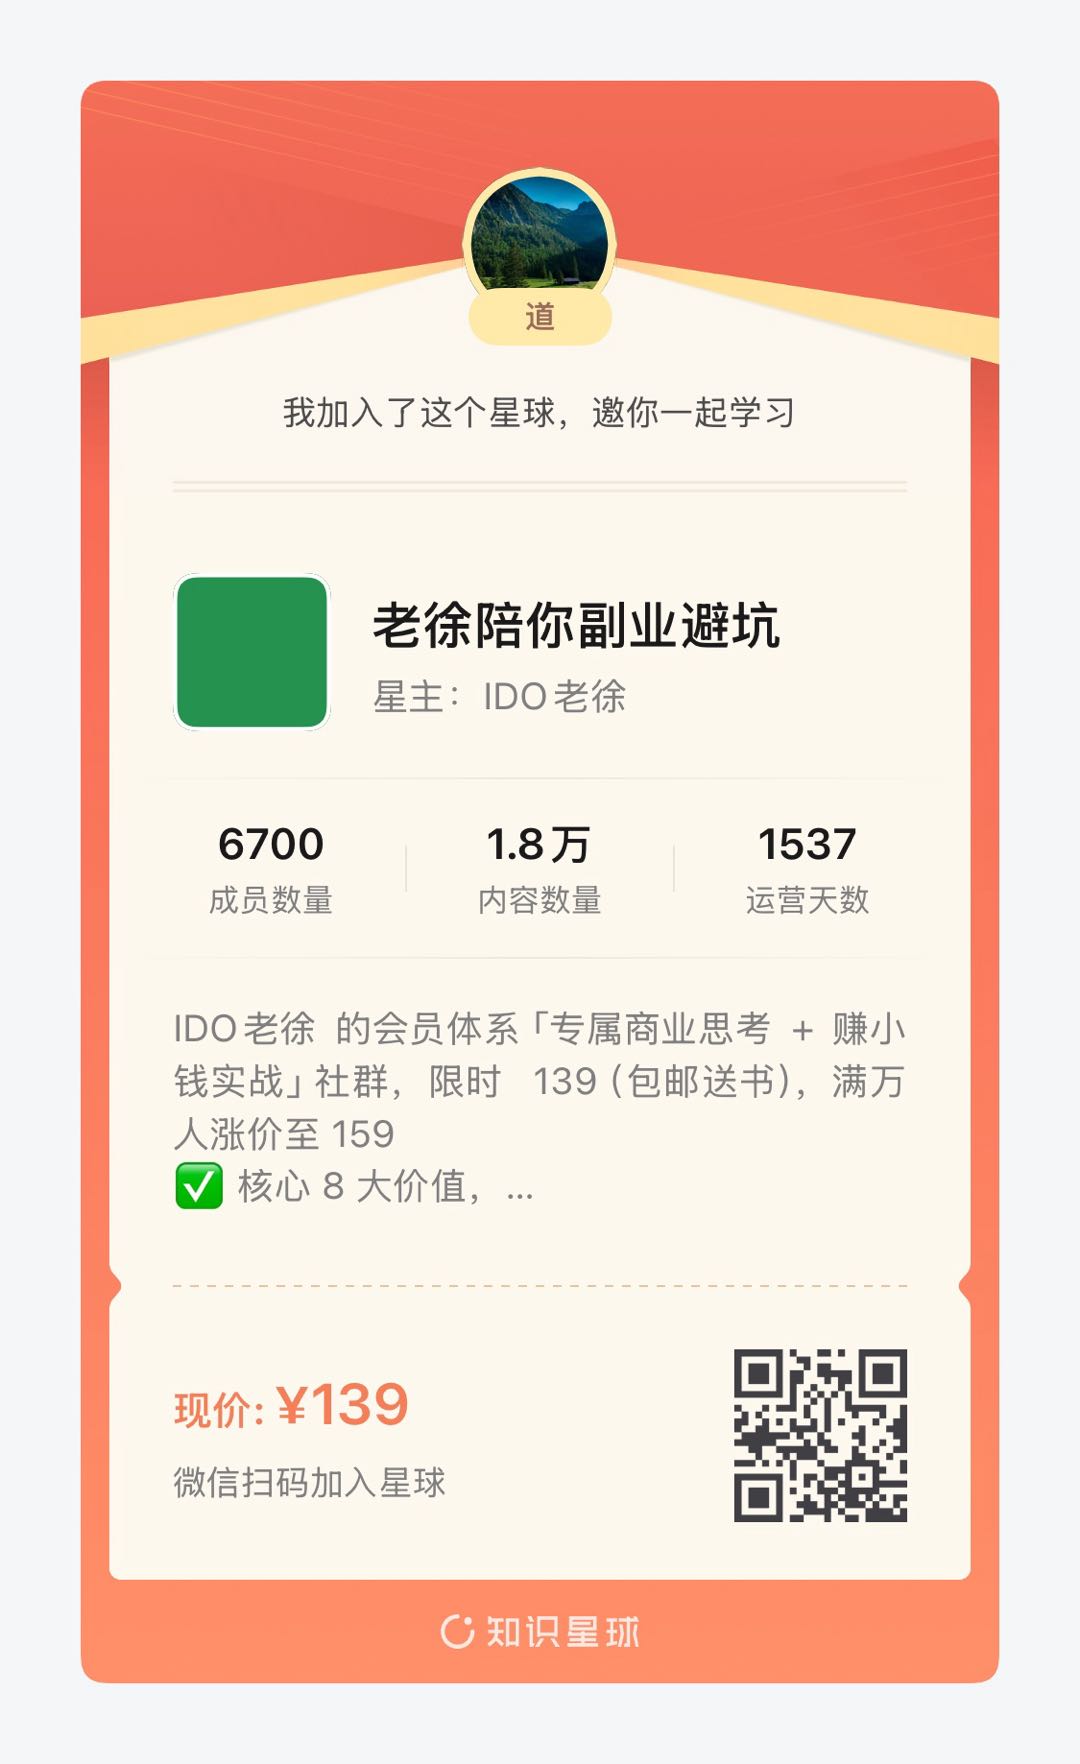 道
我加入了这个星球，邀你一起学习
老徐陪你副业避坑
星主：IDO老徐
6700
1.8万
1537
成员数量
内容数量
运营天数
IDO老徐 的会员体系「专属商业思考 + 赚小
钱实战」社群，限时 139（包邮送书），满万
人涨价至 159
✅ 核心 8 大价值，...
现价: ¥139
微信扫码加入星球
知识星球